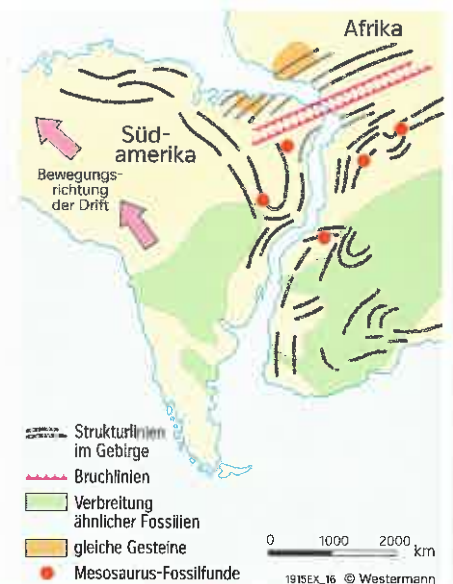 Afrika
Süd-
amerika
Bewegungs-
richtung
der Drift
Strukturlinien
im Gebirge
Bruchlinien
Verbreitung
ähnlicher Fossilien
gleiche Gesteine
Mesosaurus-Fossilfunde
0 1000 2000
km
1915EX_16 © Westermann